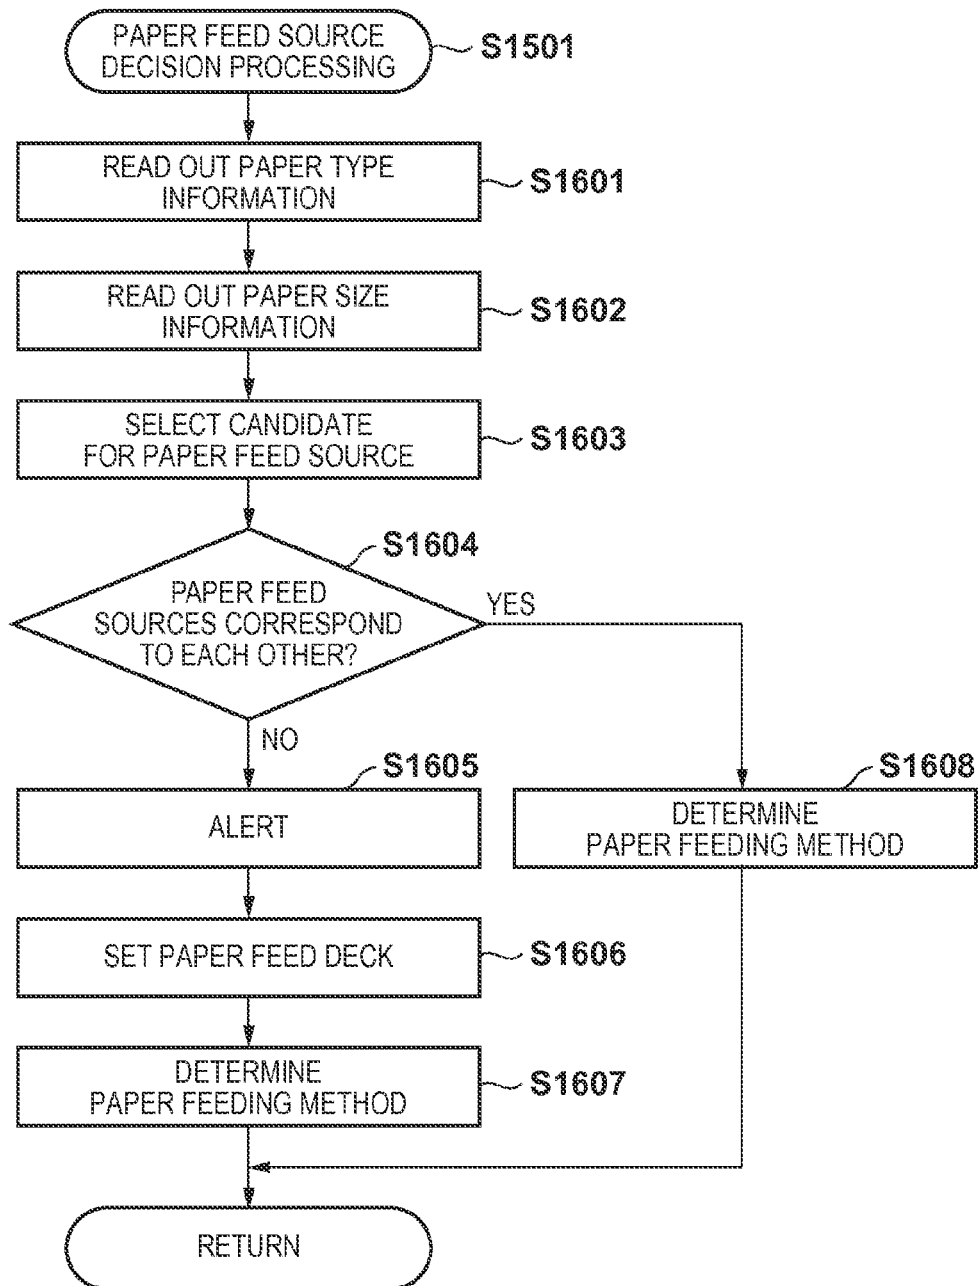 PAPER FEED SOURCE
DECISION PROCESSING
S1501
READ OUT PAPER TYPE
INFORMATION
S1601
READ OUT PAPER SIZE
INFORMATION
S1602
SELECT CANDIDATE
FOR PAPER FEED SOURCE
S1603
S1604
PAPER FEED
SOURCES CORRESPOND
TO EACH OTHER?
YES
NO
S1605
ALERT
S1608
DETERMINE
PAPER FEEDING METHOD
SET PAPER FEED DECK
S1606
DETERMINE
PAPER FEEDING METHOD
S1607
RETURN